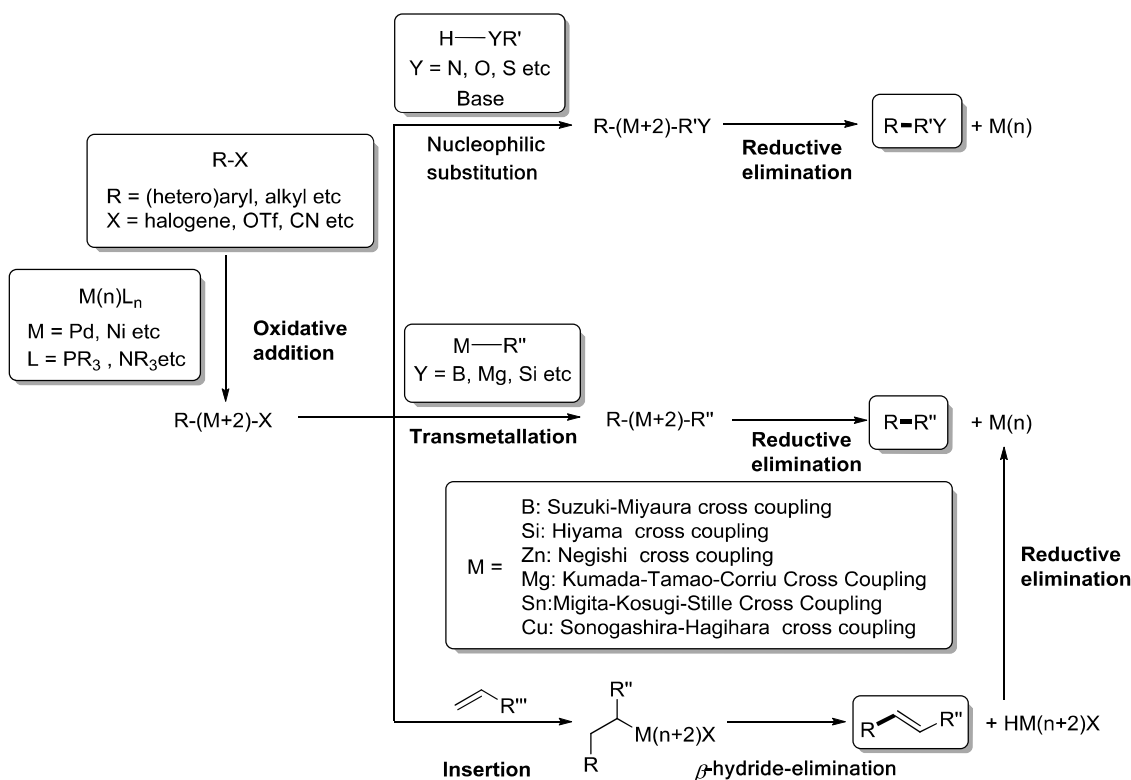 H—YR'
Y = N, O, S etc
Base
Nucleophilic
substitution
R-(M+2)-R'Y
Reductive
elimination
R-R'Y
+ M(n)
R-X
R = (hetero)aryl, alkyl etc
X = halogene, OTf, CN etc
M(n)Ln
M = Pd, Ni etc
L = PR3 , NR3etc
Oxidative
addition
R-(M+2)-X
M—R"
Y = B, Mg, Si etc
Transmetallation
R-(M+2)-R"
Reductive
elimination
R-R"
+ M(n)
M =
B: Suzuki-Miyaura cross coupling
Si: Hiyama cross coupling
Zn: Negishi cross coupling
Mg: Kumada-Tamao-Corriu Cross Coupling
Sn:Migita-Kosugi-Stille Cross Coupling
Cu: Sonogashira-Hagihara cross coupling
Reductive
elimination
R'''
Insertion
R"
M(n+2)X
R
β-hydride-elimination
R
R"
+ HM(n+2)X